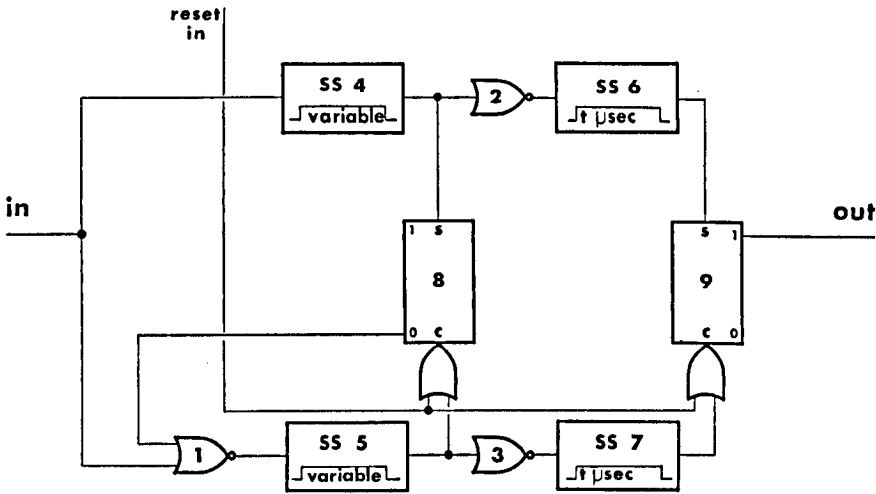 reset
in
SS 4
variable
2
SS 6
t μsec
in
1 S
8
0 C
S 1
9
C 0
out
1
SS 5
variable
3
SS 7
t μsec